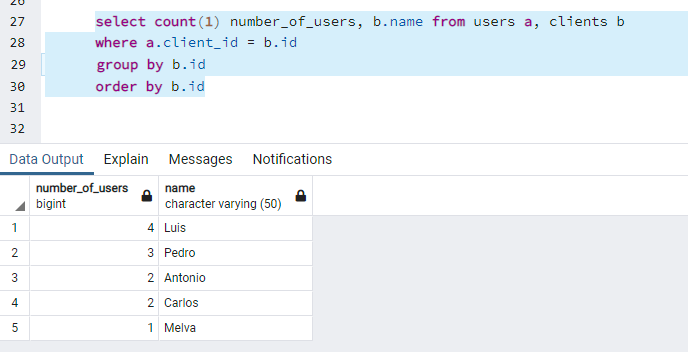 26
27 select count(1) number_of_users, b.name from users a, clients b
28 where a.client_id = b.id
29 group by b.id
30 order by b.id
31
32
Data Output Explain Messages Notifications
number_of_users name
bigint character varying (50)
1 4 Luis
2 3 Pedro
3 2 Antonio
4 2 Carlos
5 1 Melva